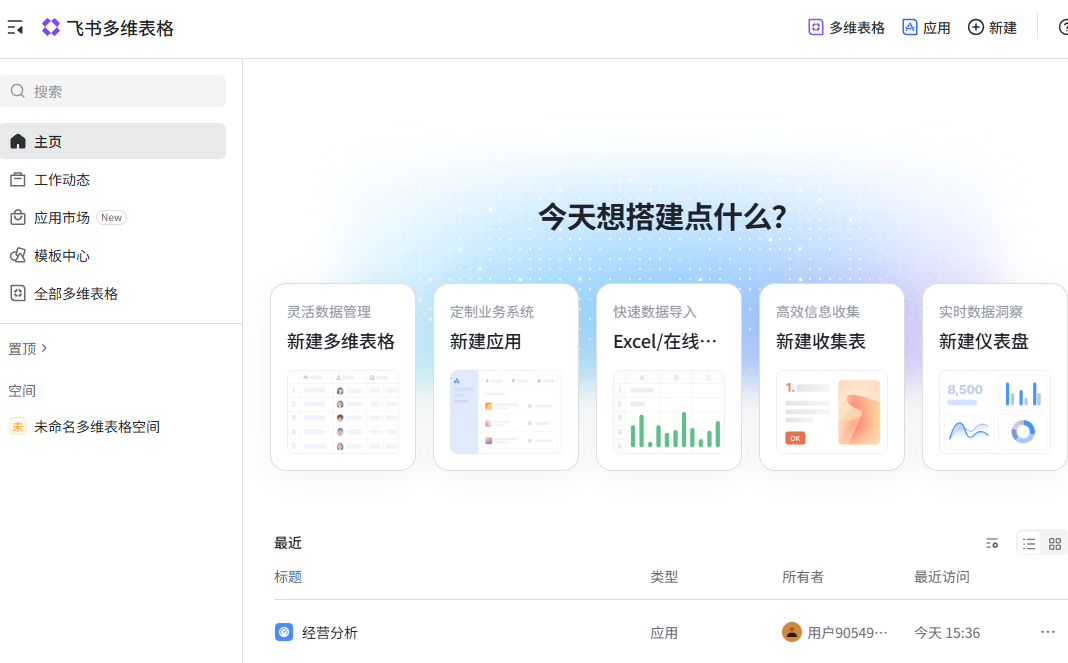 飞书多维表格
多维表格 应用 新建
搜索
主页
工作动态
应用市场 New
模板中心
全部多维表格
置顶
空间
未 未命名多维表格空间
今天想搭建点什么?
灵活数据管理
新建多维表格
定制业务系统
新建应用
快速数据导入
Excel/在线···
A B C
1
2
3
4
5
高效信息收集
新建收集表
1.
OK
实时数据洞察
新建仪表盘
8,500
最近
标题 类型 所有者 最近访问
经营分析 应用 用户90549··· 今天 15:36